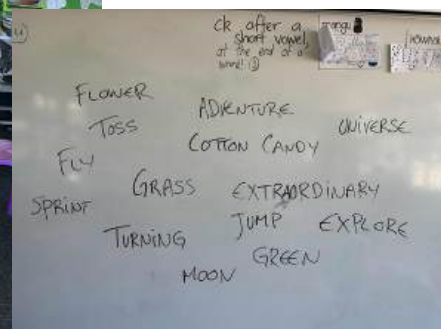 ck after a
short vowel,
at the end of a
word! ②
FLOWER
ADVENTURE
TOSS
UNIVERSE
COTTON CANDY
FLY
GRASS
EXTRAORDINARY
SPRINT
JUMP
EXPLORE
TURNING
GREEN
MOON